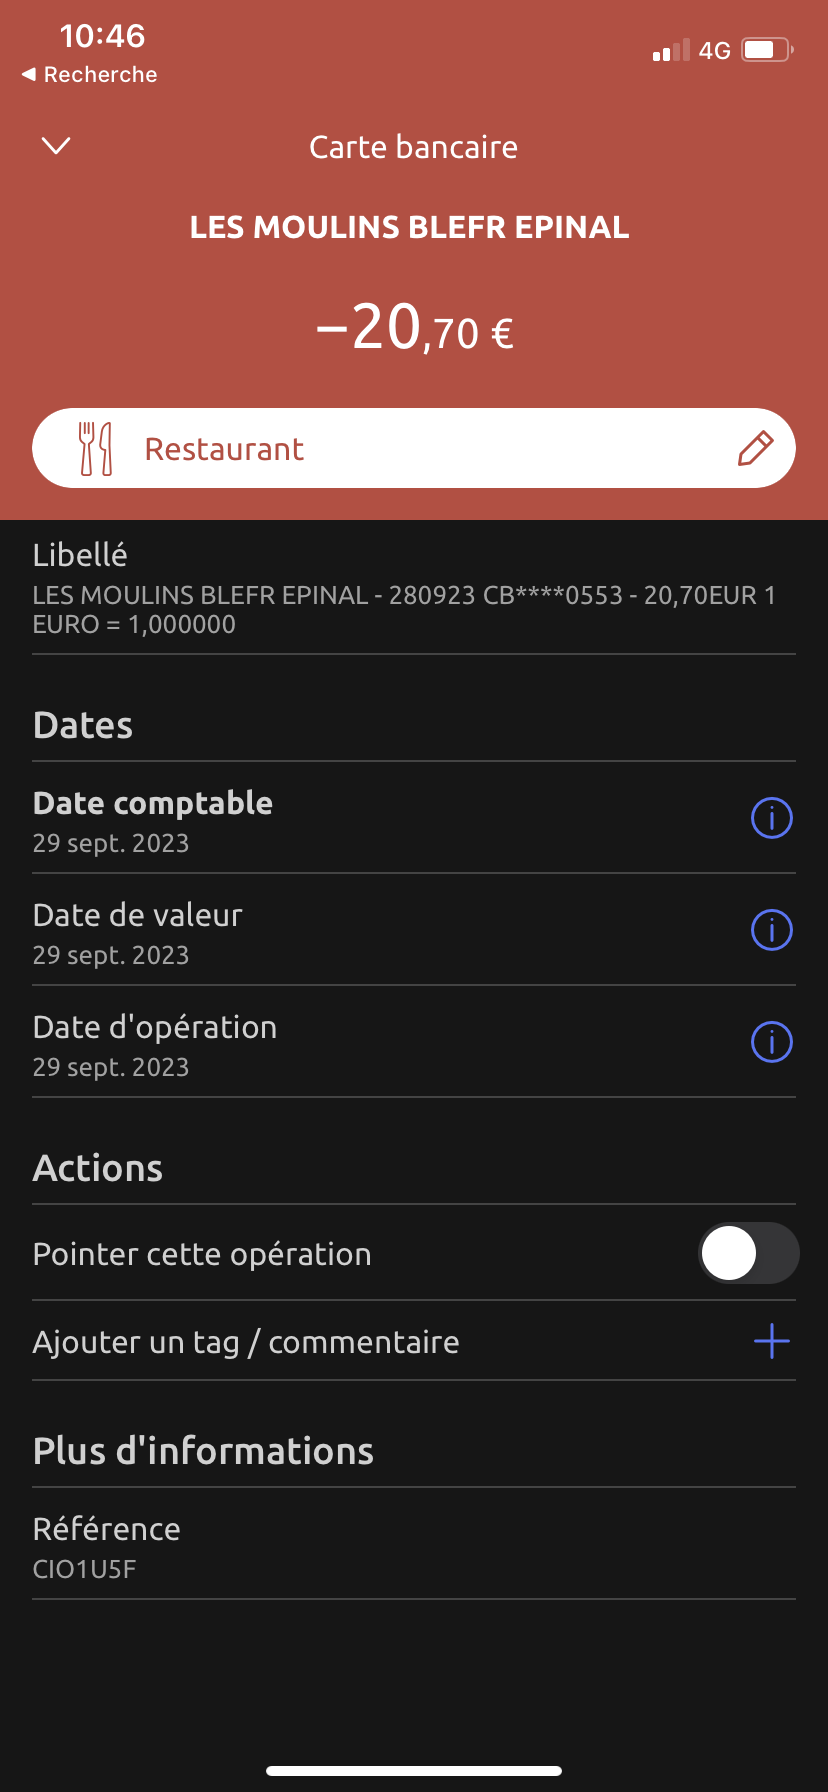 10:46
4G
◀ Recherche
Carte bancaire
LES MOULINS BLEFR EPINAL
−20,70 €
Restaurant
Libellé
LES MOULINS BLEFR EPINAL - 280923 CB****0553 - 20,70EUR 1
EURO = 1,000000
Dates
Date comptable
29 sept. 2023
Date de valeur
29 sept. 2023
Date d'opération
29 sept. 2023
Actions
Pointer cette opération
Ajouter un tag / commentaire
Plus d'informations
Référence
CIO1U5F